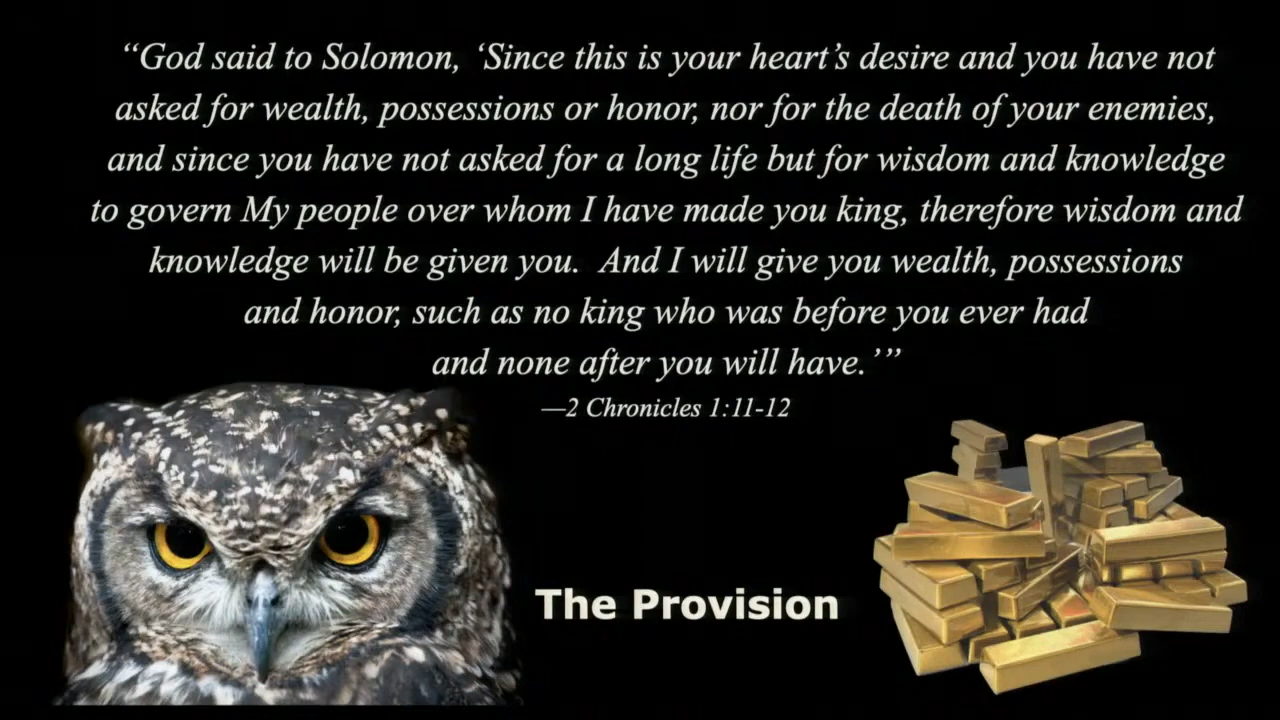 “God said to Solomon, ‘Since this is your heart’s desire and you have not
asked for wealth, possessions or honor, nor for the death of your enemies,
and since you have not asked for a long life but for wisdom and knowledge
to govern My people over whom I have made you king, therefore wisdom and
knowledge will be given you.  And I will give you wealth, possessions
and honor, such as no king who was before you ever had
and none after you will have.’”
—2 Chronicles 1:11-12
The Provision